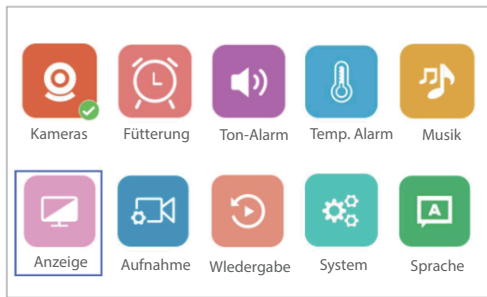 Kameras Fütterung Ton-Alarm Temp. Alarm Musik
A
Anzeige Aufnahme Wledergabe System Sprache